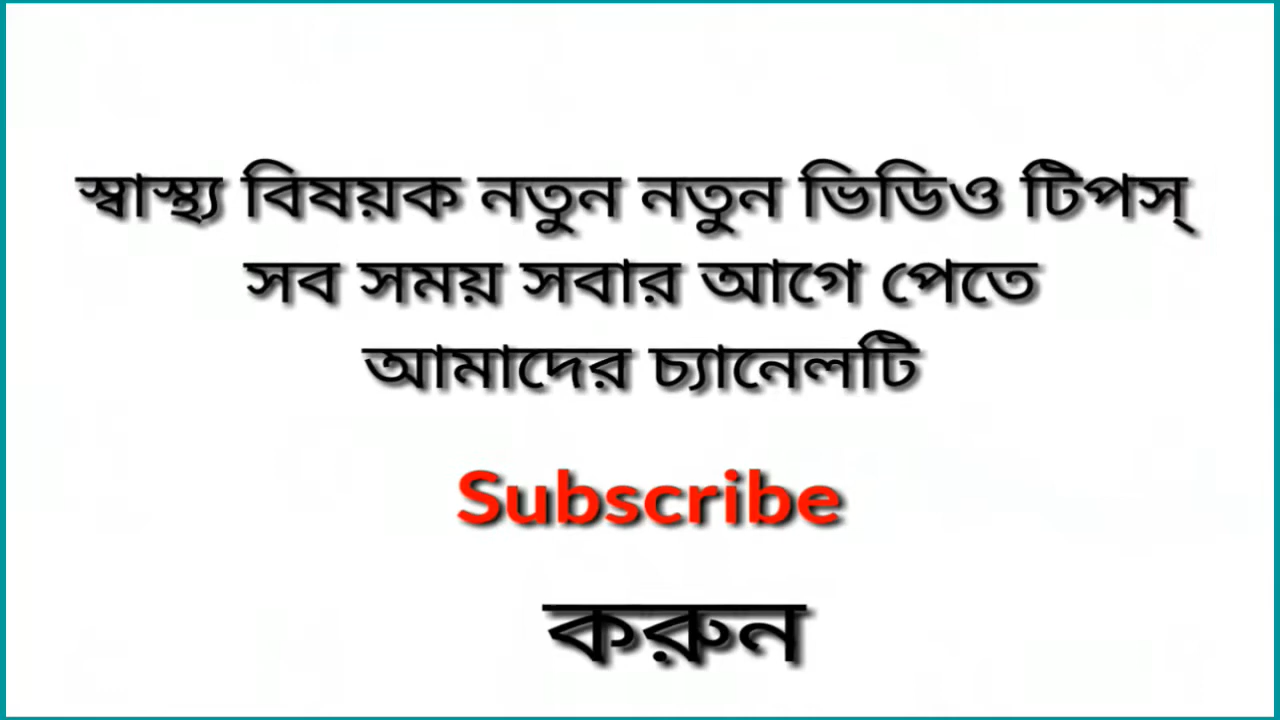 স্বাস্থ্য বিষয়ক নতুন নতুন ভিডিও টিপস্
সব সময় সবার আগে পেতে
আমাদের চ্যানেলটি
Subscribe
করুন